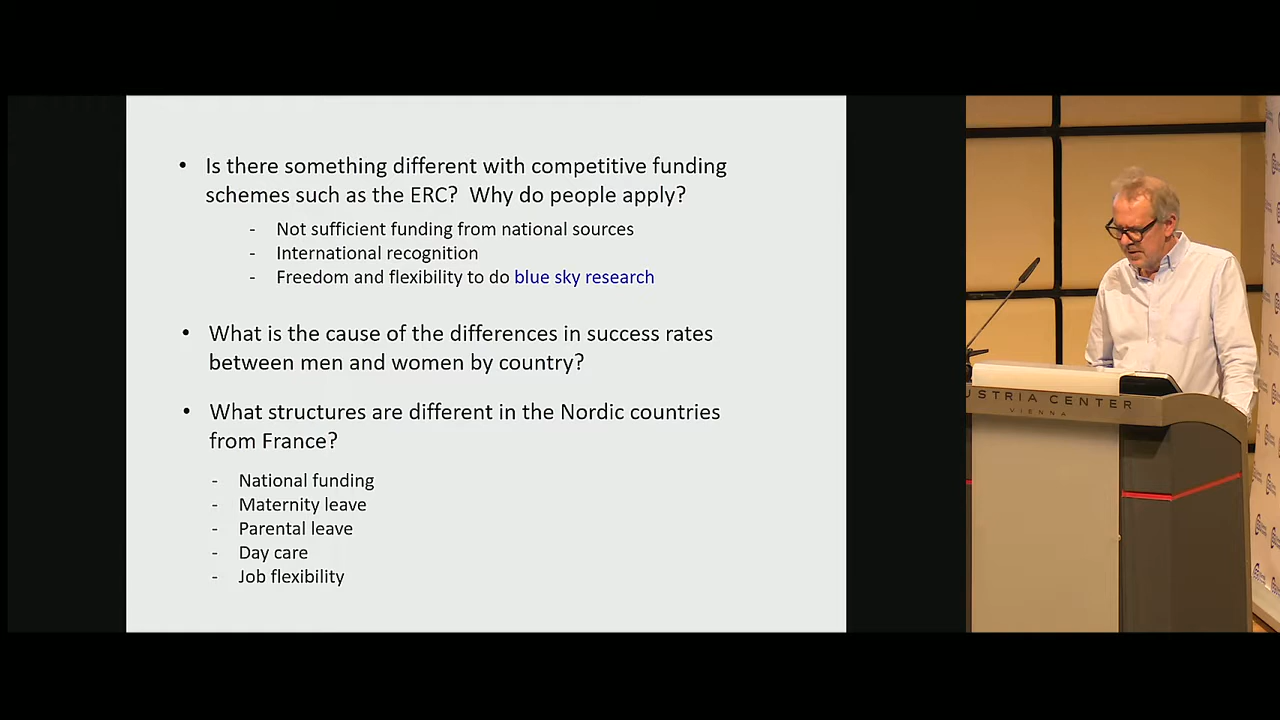 • Is there something different with competitive funding
schemes such as the ERC? Why do people apply?
- Not sufficient funding from national sources
- International recognition
- Freedom and flexibility to do blue sky research
• What is the cause of the differences in success rates
between men and women by country?
• What structures are different in the Nordic countries
from France?
- National funding
- Maternity leave
- Parental leave
- Day care
- Job flexibility
USTRIA CENTER
VIENNA